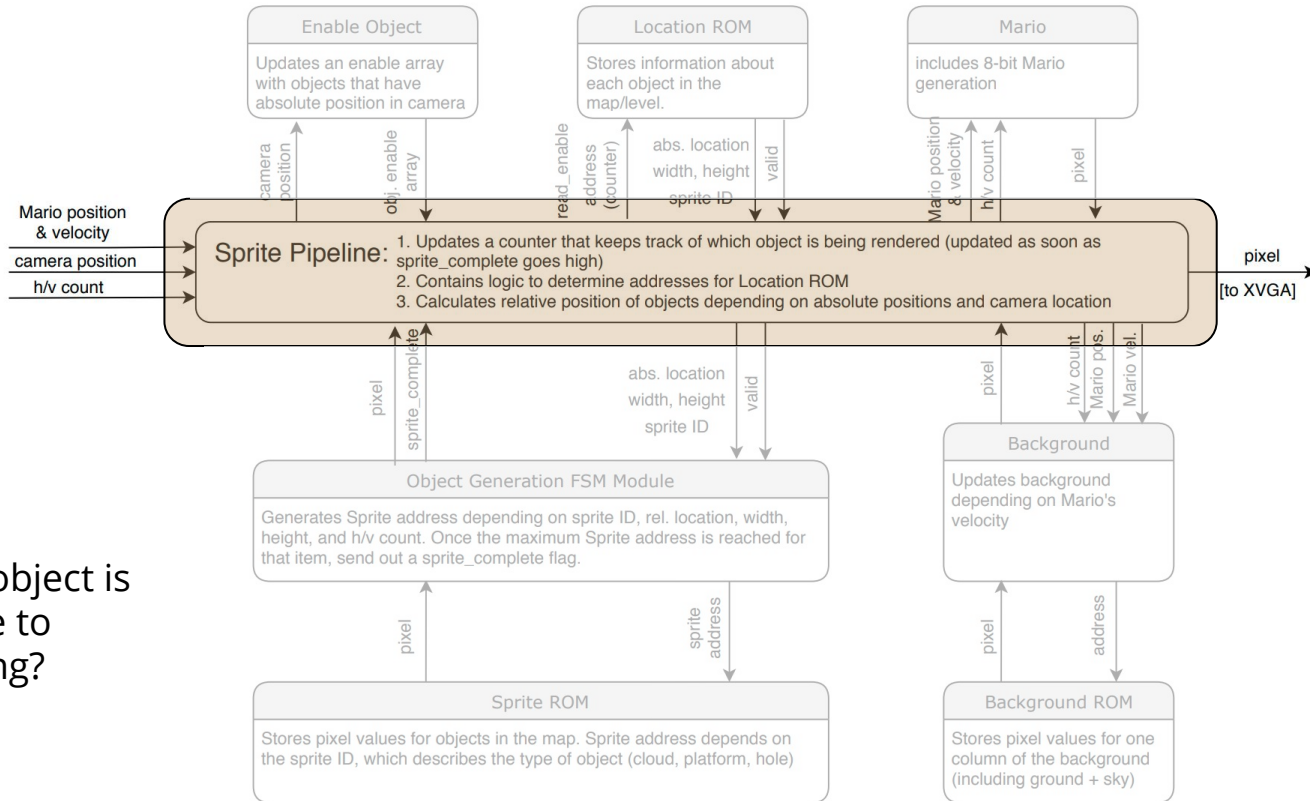 Enable Object
Updates an enable array
with objects that have
absolute position in camera
Location ROM
Stores information about
each object in the
map/level.
Mario
includes 8-bit Mario
generation
camera
position
obj. enable
array
read_enable
address
(counter)
abs. location
width, height
sprite ID
valid
Mario position
& velocity
h/v count
pixel
Mario position
& velocity
camera position
h/v count
Sprite Pipeline:
1. Updates a counter that keeps track of which object is being rendered (updated as soon as
sprite_complete goes high)
2. Contains logic to determine addresses for Location ROM
3. Calculates relative position of objects depending on absolute positions and camera location
pixel
[to XVGA]
pixel
sprite_complete
abs. location
width, height
sprite ID
valid
pixel
h/v count
Mario pos.
Mario vel.
Object Generation FSM Module
Generates Sprite address depending on sprite ID, rel. location, width,
height, and h/v count. Once the maximum Sprite address is reached for
that item, send out a sprite_complete flag.
Background
Updates background
depending on Mario's
velocity
object is
e to
ng?
pixel
sprite
address
pixel
address
Sprite ROM
Stores pixel values for objects in the map. Sprite address depends on
the sprite ID, which describes the type of object (cloud, platform, hole)
Background ROM
Stores pixel values for one
column of the background
(including ground + sky)